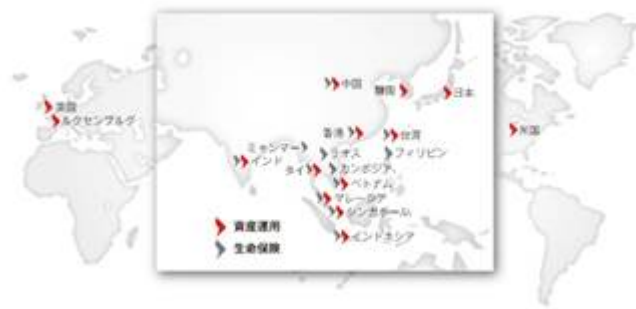 中国
韓国
日本
英国
ルクセンブルグ
香港
台湾
米国
ミャンマー
ラオス
フィリピン
インド
タイ
カンボジア、
ベトナム
マレーシア
シンガポール、
インドネシア
資産運用
生命保険